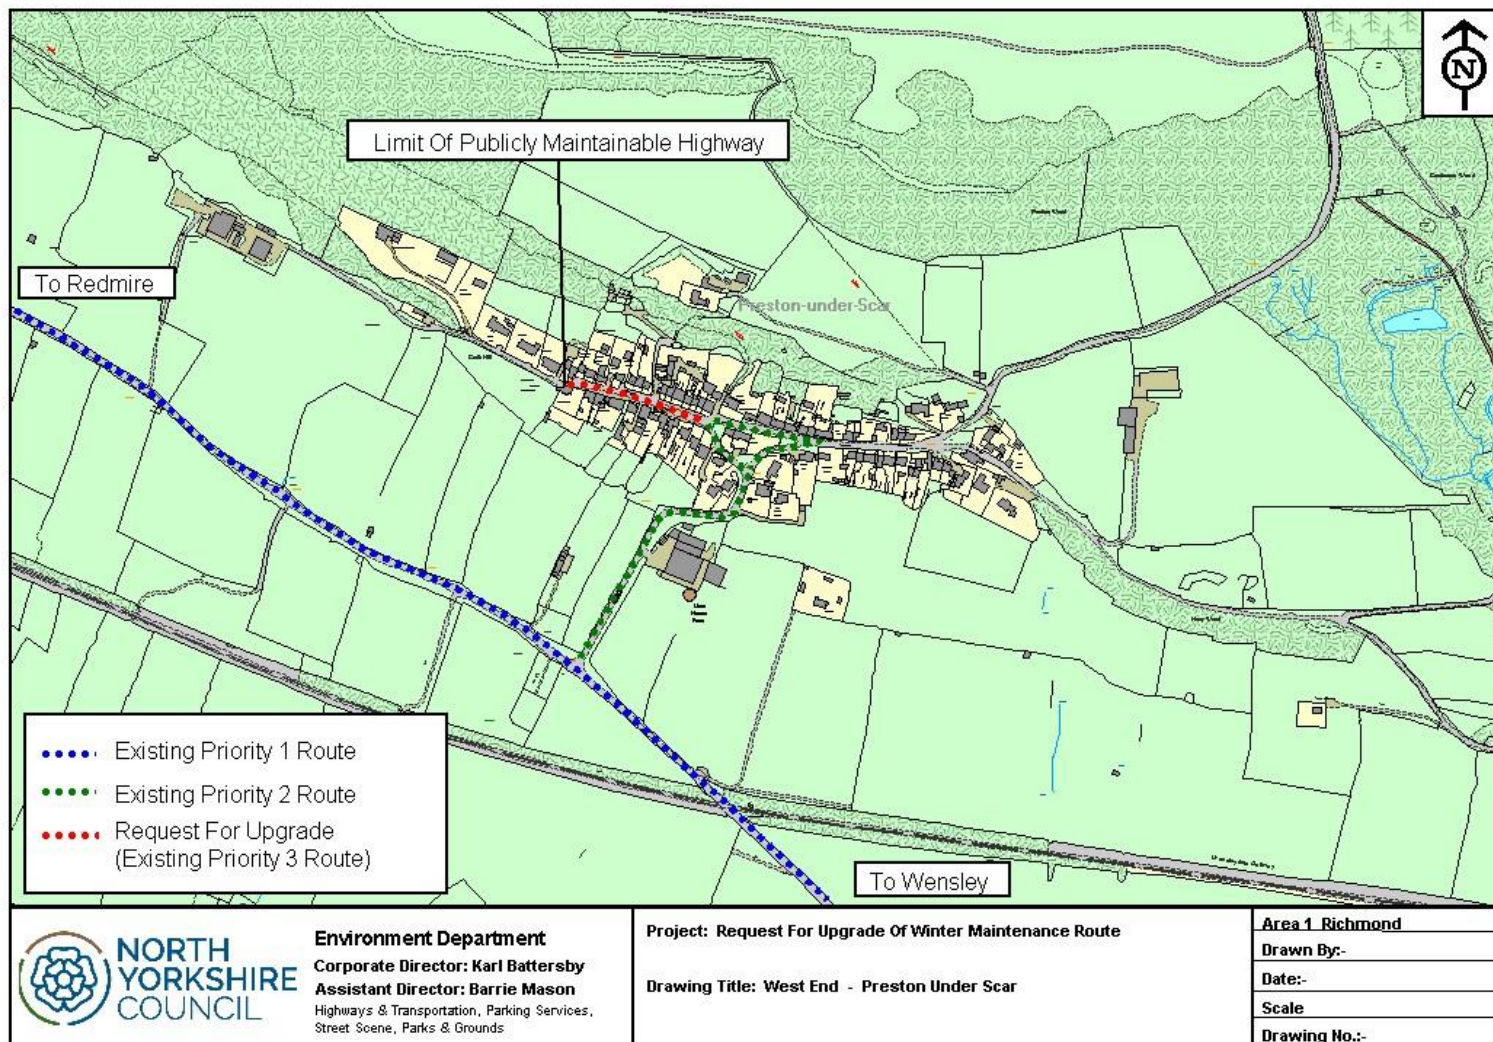 N
Limit Of Publicly Maintainable Highway
To Redmire
Preston-under-Scar
Existing Priority 1 Route
Existing Priority 2 Route
Request For Upgrade
(Existing Priority 3 Route)
To Wensley
NORTH
YORKSHIRE
COUNCIL
Environment Department
Corporate Director: Karl Battersby
Assistant Director: Barrie Mason
Highways & Transportation, Parking Services,
Street Scene, Parks & Grounds
Project: Request For Upgrade Of Winter Maintenance Route
Drawing Title: West End - Preston Under Scar
Area 1 Richmond
Drawn By:-
Date:-
Scale
Drawing No.:-